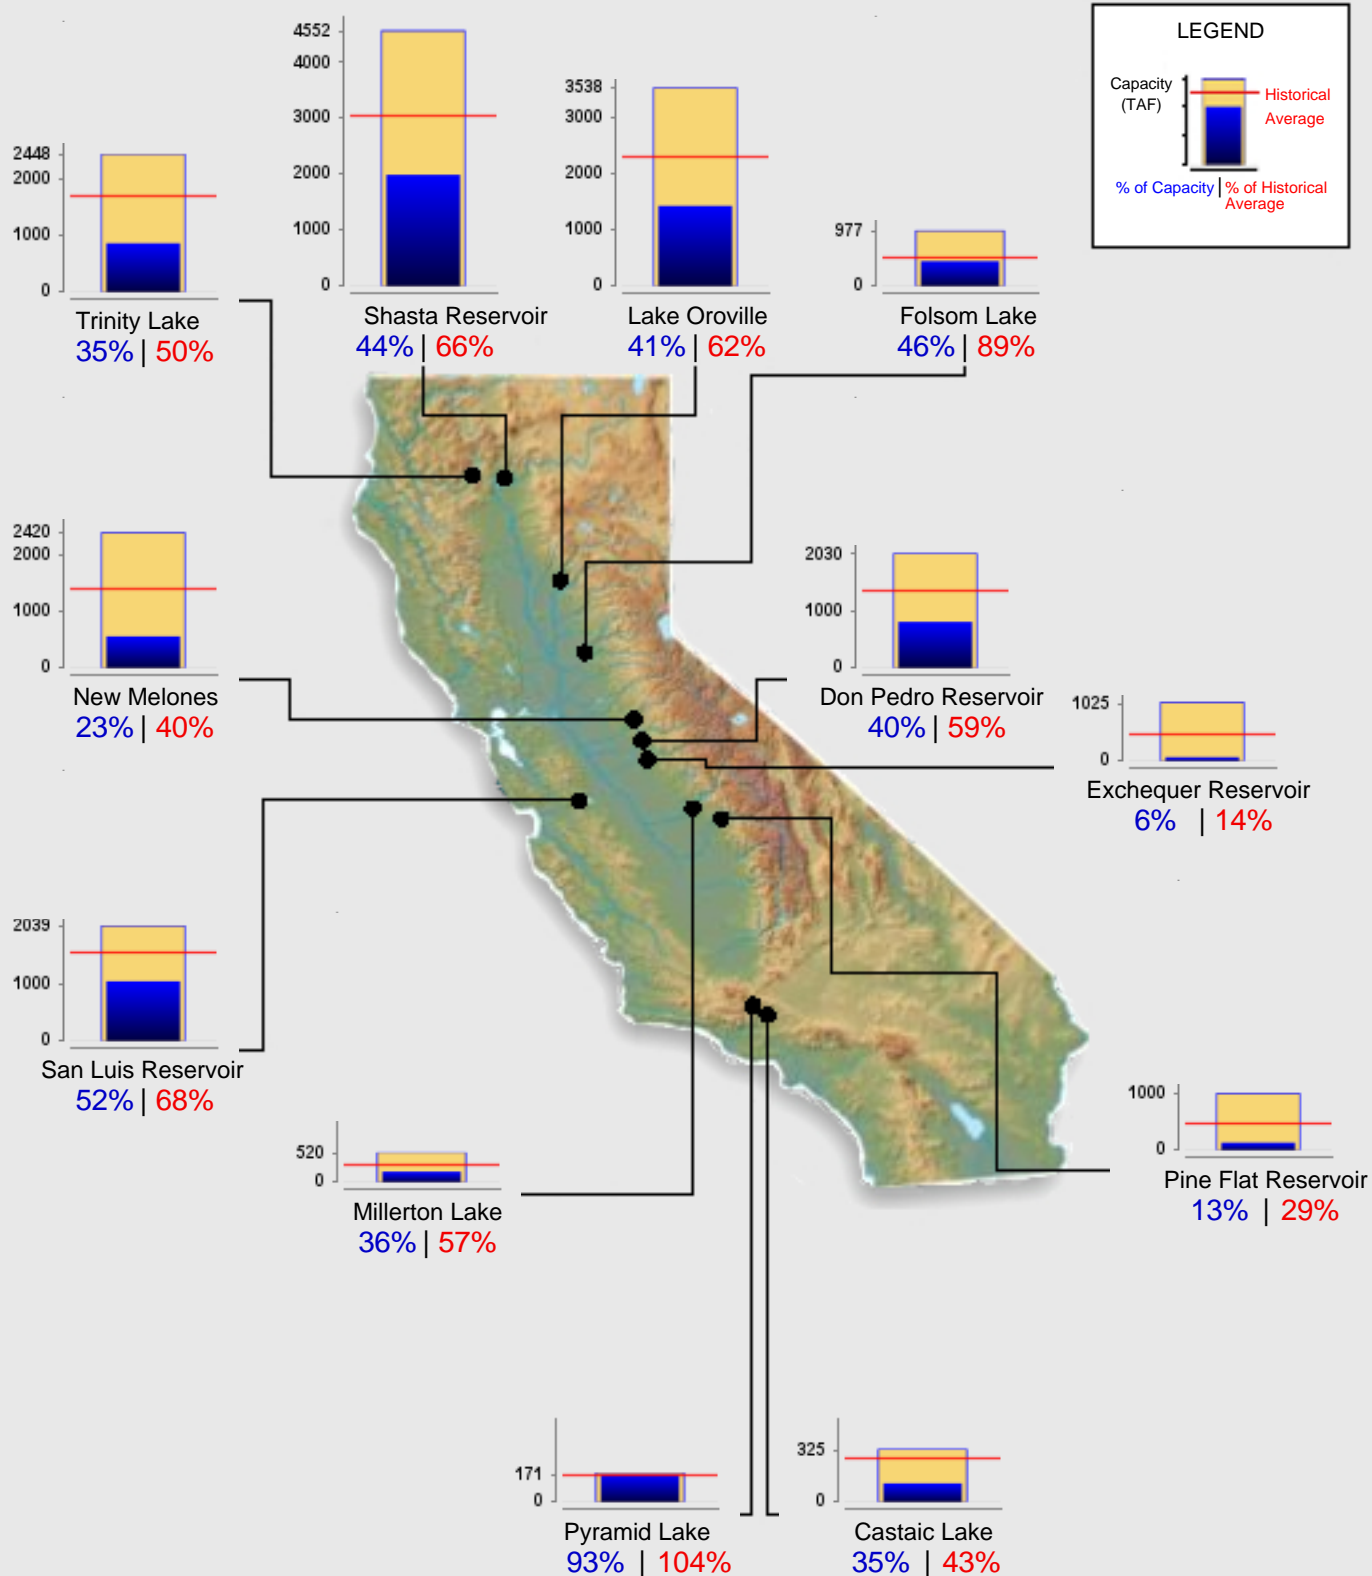 LEGEND
Capacity
(TAF)
Historical
Average
% of Capacity | % of Historical
Average
2448
2000
1000
0
Trinity Lake
35% | 50%
4552
4000
3000
2000
1000
0
Shasta Reservoir
44% | 66%
3538
3000
2000
1000
0
Lake Oroville
41% | 62%
977
0
Folsom Lake
46% | 89%
2420
2000
1000
0
New Melones
23% | 40%
2030
1000
0
Don Pedro Reservoir
40% | 59%
1025
0
Exchequer Reservoir
6% | 14%
2039
1000
0
San Luis Reservoir
52% | 68%
520
0
Millerton Lake
36% | 57%
1000
0
Pine Flat Reservoir
13% | 29%
171
0
Pyramid Lake
93% | 104%
325
0
Castaic Lake
35% | 43%